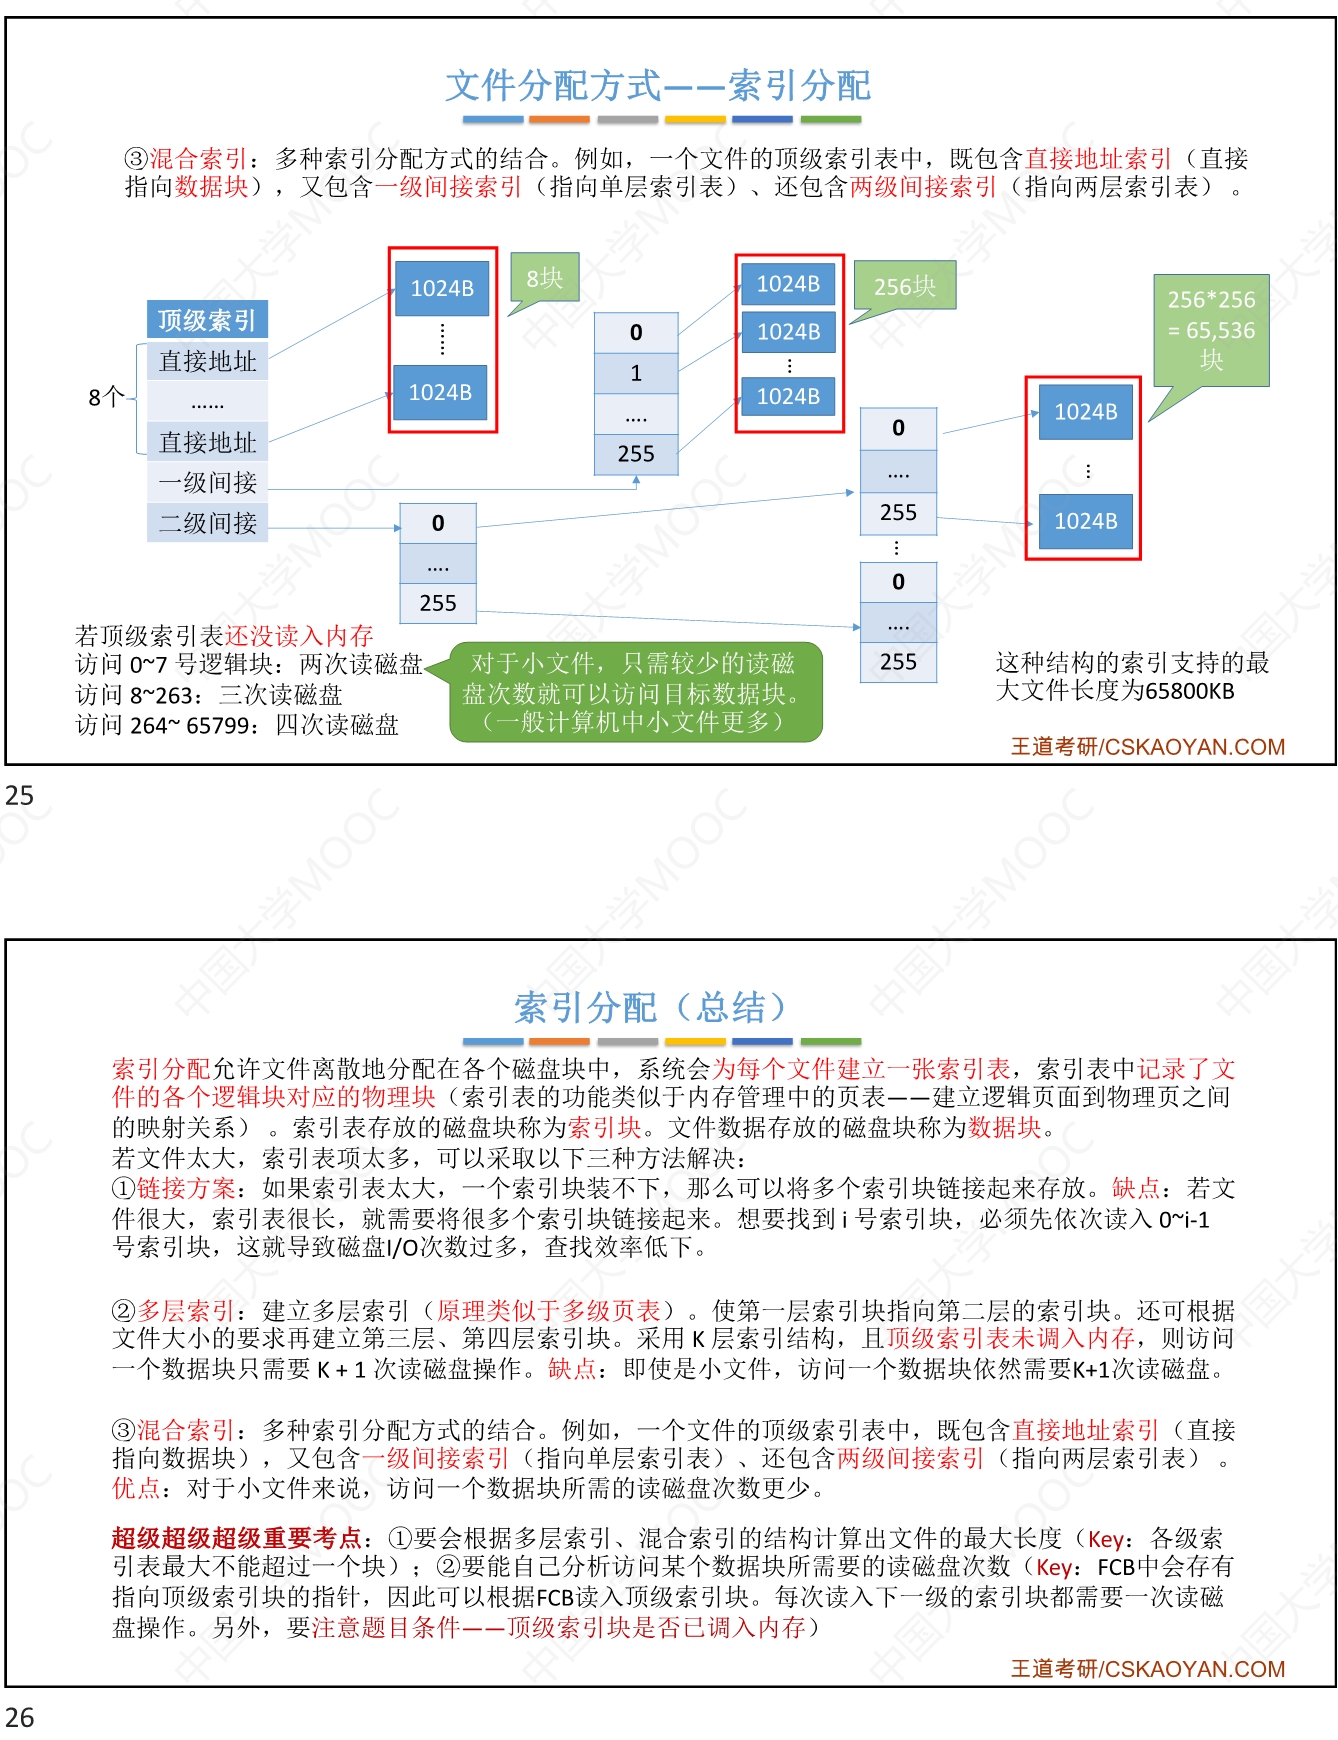 文件分配方式——索引分配
③混合索引：多种索引分配方式的结合。例如，一个文件的顶级索引表中，既包含直接地址索引（直接
指向数据块），又包含一级间接索引（指向单层索引表）、还包含两级间接索引（指向两层索引表）。
顶级索引
直接地址
……
直接地址
一级间接
二级间接
8个
1024B
1024B
8块
0
1
....
255
1024B
1024B
1024B
256块
0
....
255
0
....
255
0
....
255
1024B
1024B
256*256
= 65,536
块
若顶级索引表还没读入内存
访问 0~7 号逻辑块：两次读磁盘
访问 8~263：三次读磁盘
访问 264~ 65799：四次读磁盘
对于小文件，只需较少的读磁
盘次数就可以访问目标数据块。
（一般计算机中小文件更多）
这种结构的索引支持的最
大文件长度为65800KB
王道考研/CSKAOYAN.COM
25
索引分配（总结）
索引分配允许文件离散地分配在各个磁盘块中，系统会为每个文件建立一张索引表，索引表中记录了文
件的各个逻辑块对应的物理块（索引表的功能类似于内存管理中的页表——建立逻辑页面到物理页之间
的映射关系）。索引表存放的磁盘块称为索引块。文件数据存放的磁盘块称为数据块。
若文件太大，索引表项太多，可以采取以下三种方法解决：
①链接方案：如果索引表太大，一个索引块装不下，那么可以将多个索引块链接起来存放。缺点：若文
件很大，索引表很长，就需要将很多个索引块链接起来。想要找到 i 号索引块，必须先依次读入 0~i-1
号索引块，这就导致磁盘I/O次数过多，查找效率低下。
②多层索引：建立多层索引（原理类似于多级页表）。使第一层索引块指向第二层的索引块。还可根据
文件大小的要求再建立第三层、第四层索引块。采用 K 层索引结构，且顶级索引表未调入内存，则访问
一个数据块只需要 K + 1 次读磁盘操作。缺点：即使是小文件，访问一个数据块依然需要K+1次读磁盘。
③混合索引：多种索引分配方式的结合。例如，一个文件的顶级索引表中，既包含直接地址索引（直接
指向数据块），又包含一级间接索引（指向单层索引表）、还包含两级间接索引（指向两层索引表）。
优点：对于小文件来说，访问一个数据块所需的读磁盘次数更少。
超级超级超级重要考点：①要会根据多层索引、混合索引的结构计算出文件的最大长度（Key：各级索
引表最大不能超过一个块）；②要能自己分析访问某个数据块所需要的读磁盘次数（Key：FCB中会存有
指向顶级索引块的指针，因此可以根据FCB读入顶级索引块。每次读入下一级的索引块都需要一次读磁
盘操作。另外，要注意题目条件——顶级索引块是否已调入内存）
王道考研/CSKAOYAN.COM
26
中国大学MOOC